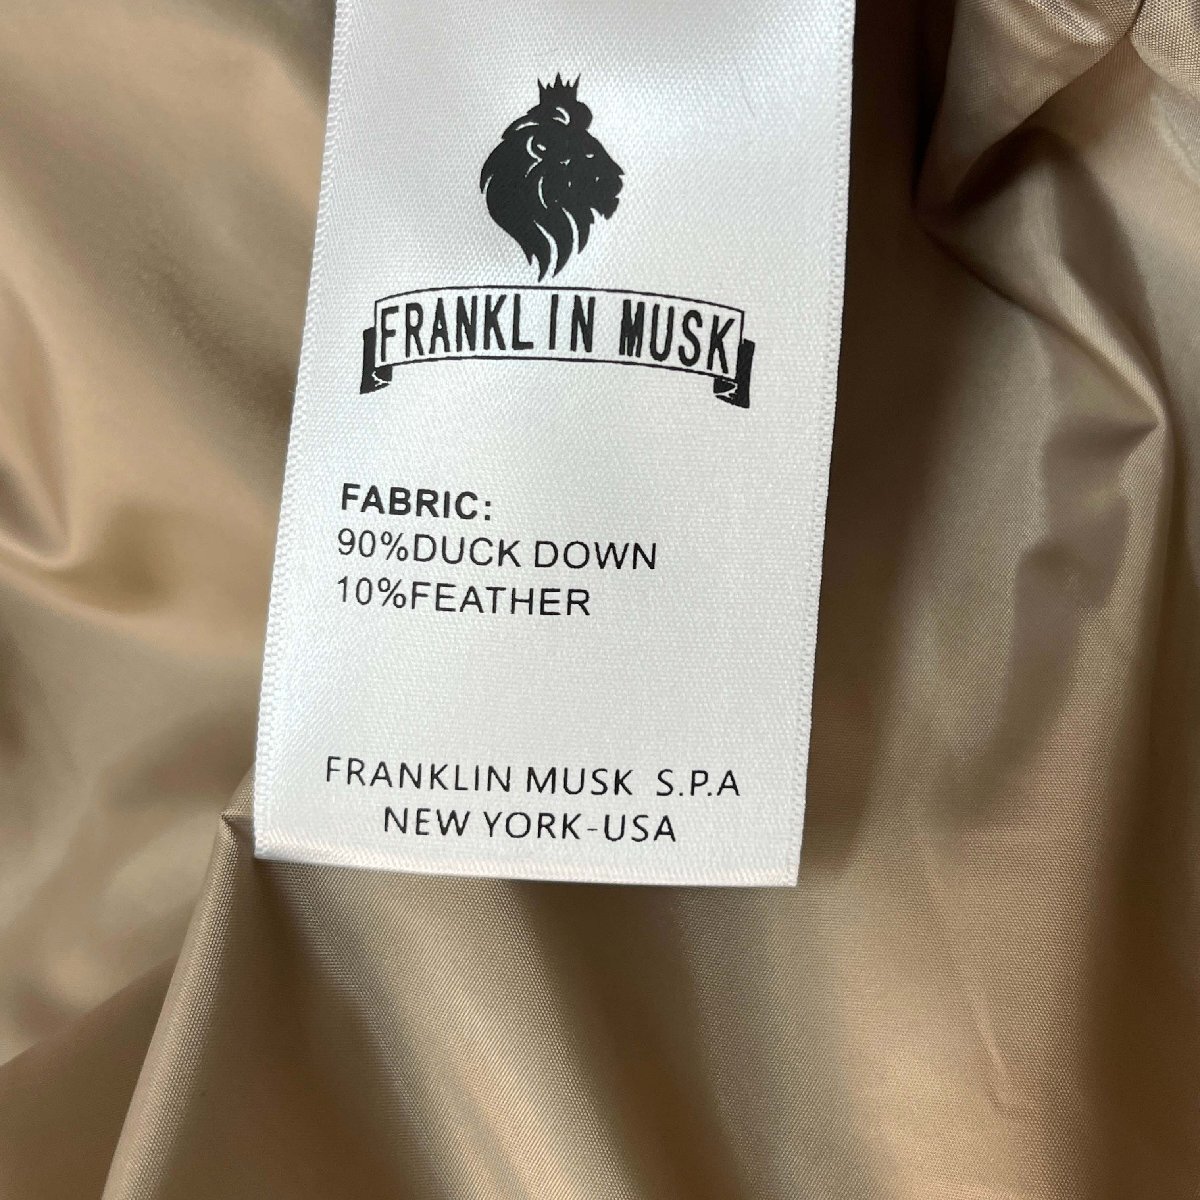 FRANKLIN MUSK
FABRIC:
90%DUCK DOWN
10%FEATHER
FRANKLIN MUSK S.P.A
NEW YORK-USA